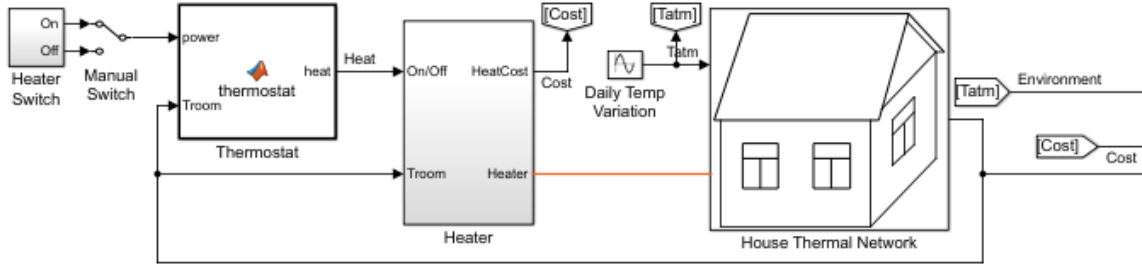 On
Off
Heater
Switch
Manual
Switch
power
Troom
thermostat
heat
Thermostat
Heat
On/Off
Troom
HeatCost
Heater
Heater
[Cost]
Cost
[Tatm]
Tatm
Daily Temp
Variation
House Thermal Network
[Tatm]
Environment
[Cost]
Cost